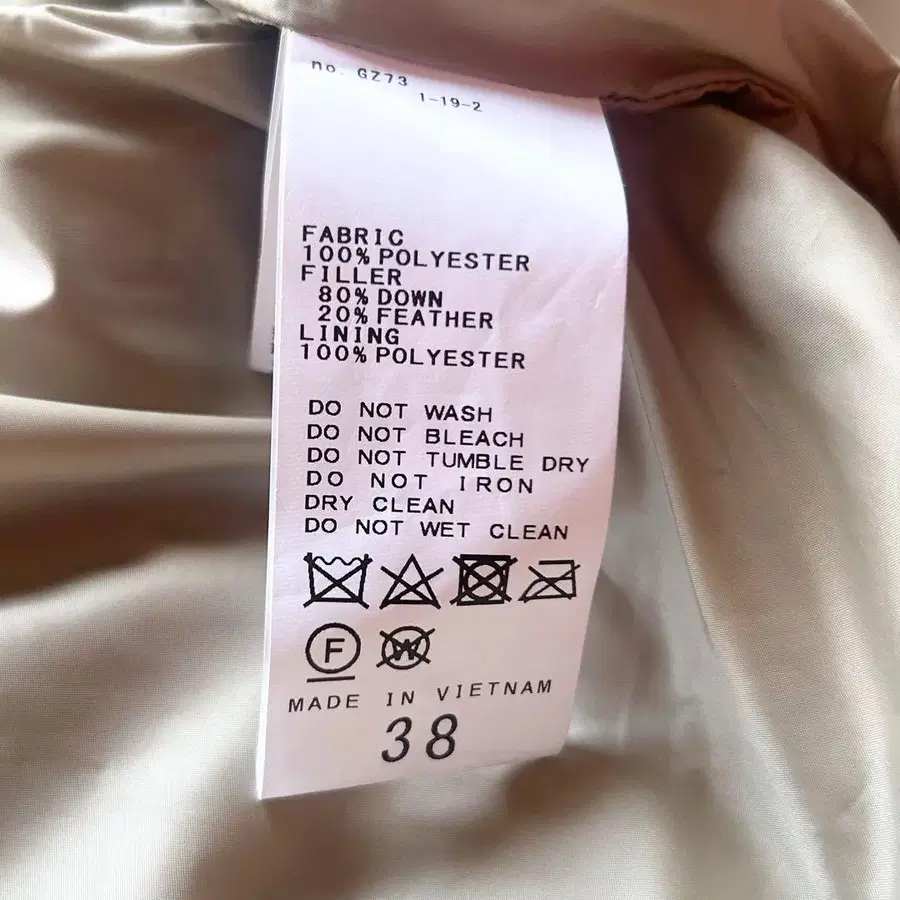 no. GZ73
1-19-2
FABRIC
100% POLYESTER
FILLER
80% DOWN
20% FEATHER
LINING
100% POLYESTER
DO NOT WASH
DO NOT BLEACH
DO NOT TUMBLE DRY
DO NOT IRON
DRY CLEAN
DO NOT WET CLEAN
F W
MADE IN VIETNAM
38